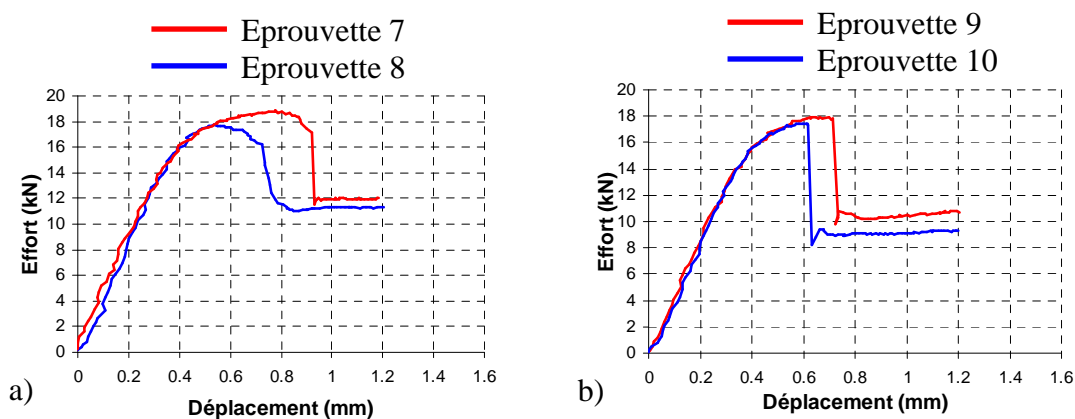 Eprouvette 7
Eprouvette 8
20
18
16
14
12
10
8
6
4
2
0
Effort (kN)
0 0.2 0.4 0.6 0.8 1 1.2 1.4 1.6
Déplacement (mm)
a)
Eprouvette 9
Eprouvette 10
20
18
16
14
12
10
8
6
4
2
0
Effort (kN)
0 0.2 0.4 0.6 0.8 1 1.2 1.4 1.6
Déplacement (mm)
b)